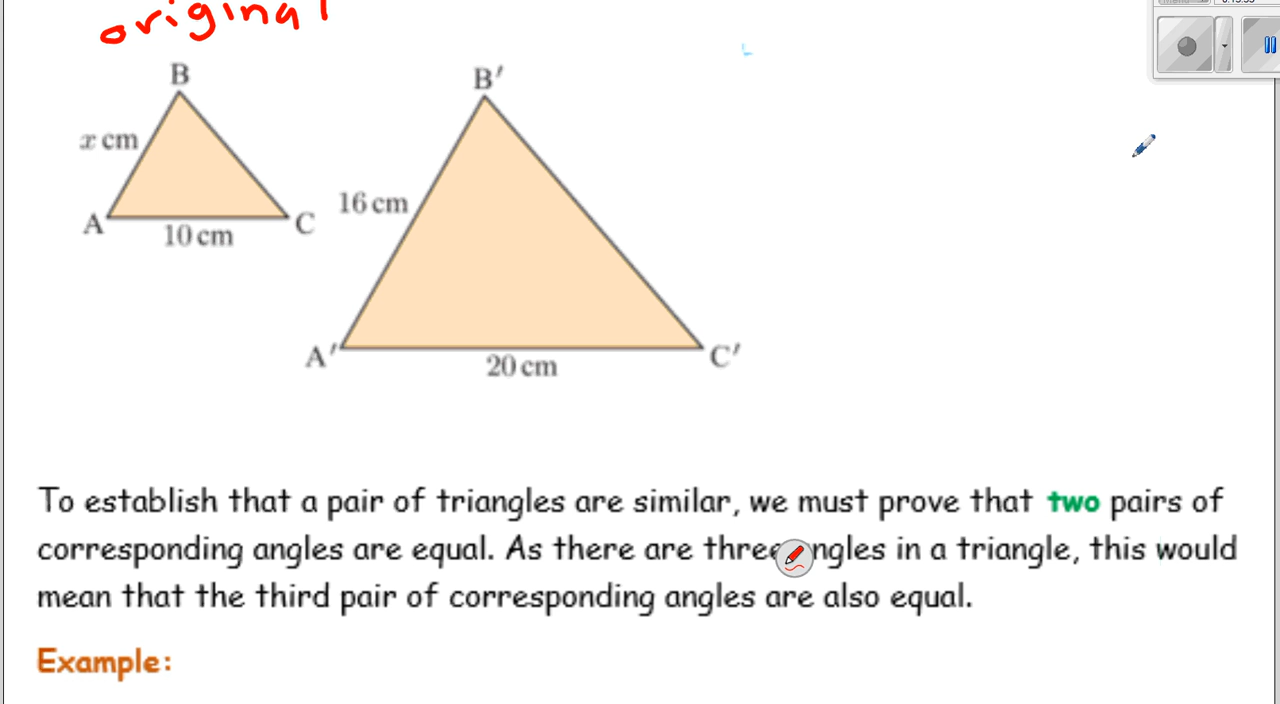 original
B
B′
x cm
16 cm
A
C
10 cm
A′
C′
20 cm
To establish that a pair of triangles are similar, we must prove that two pairs of
corresponding angles are equal. As there are three angles in a triangle, this would
mean that the third pair of corresponding angles are also equal.
Example: